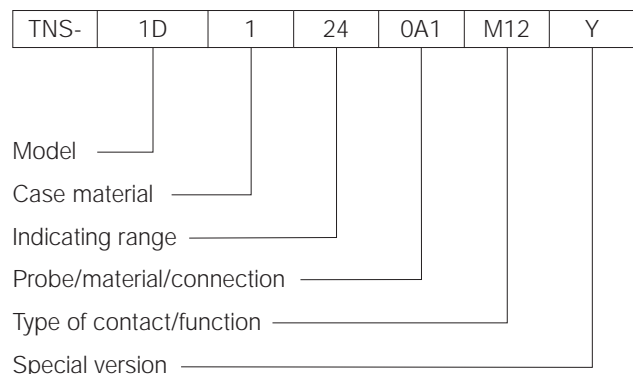 TNS- 1D 1 24 0A1 M12 Y
Model
Case material
Indicating range
Probe/material/connection
Type of contact/function
Special version